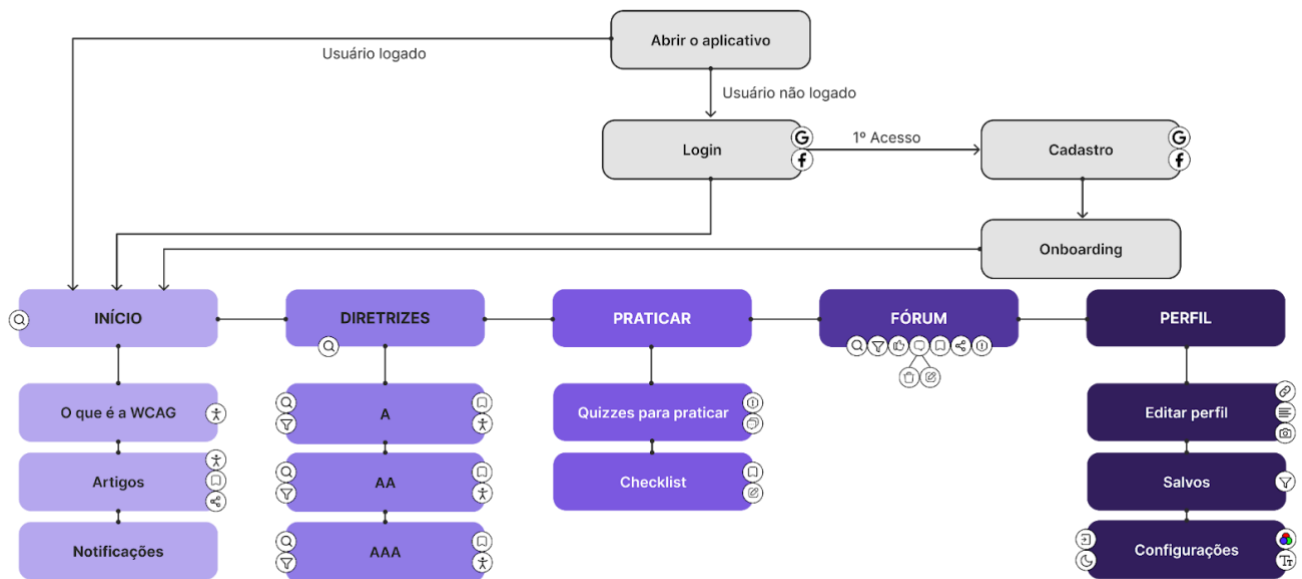 Abrir o aplicativo
Usuário logado
Usuário não logado
Login
G
f
1º Acesso
Cadastro
G
f
Onboarding
INÍCIO
DIRETRIZES
PRATICAR
FÓRUM
PERFIL
O que é a WCAG
A
Quizzes para praticar
Editar perfil
Artigos
AA
Checklist
Salvos
Notificações
AAA
Configurações
TT